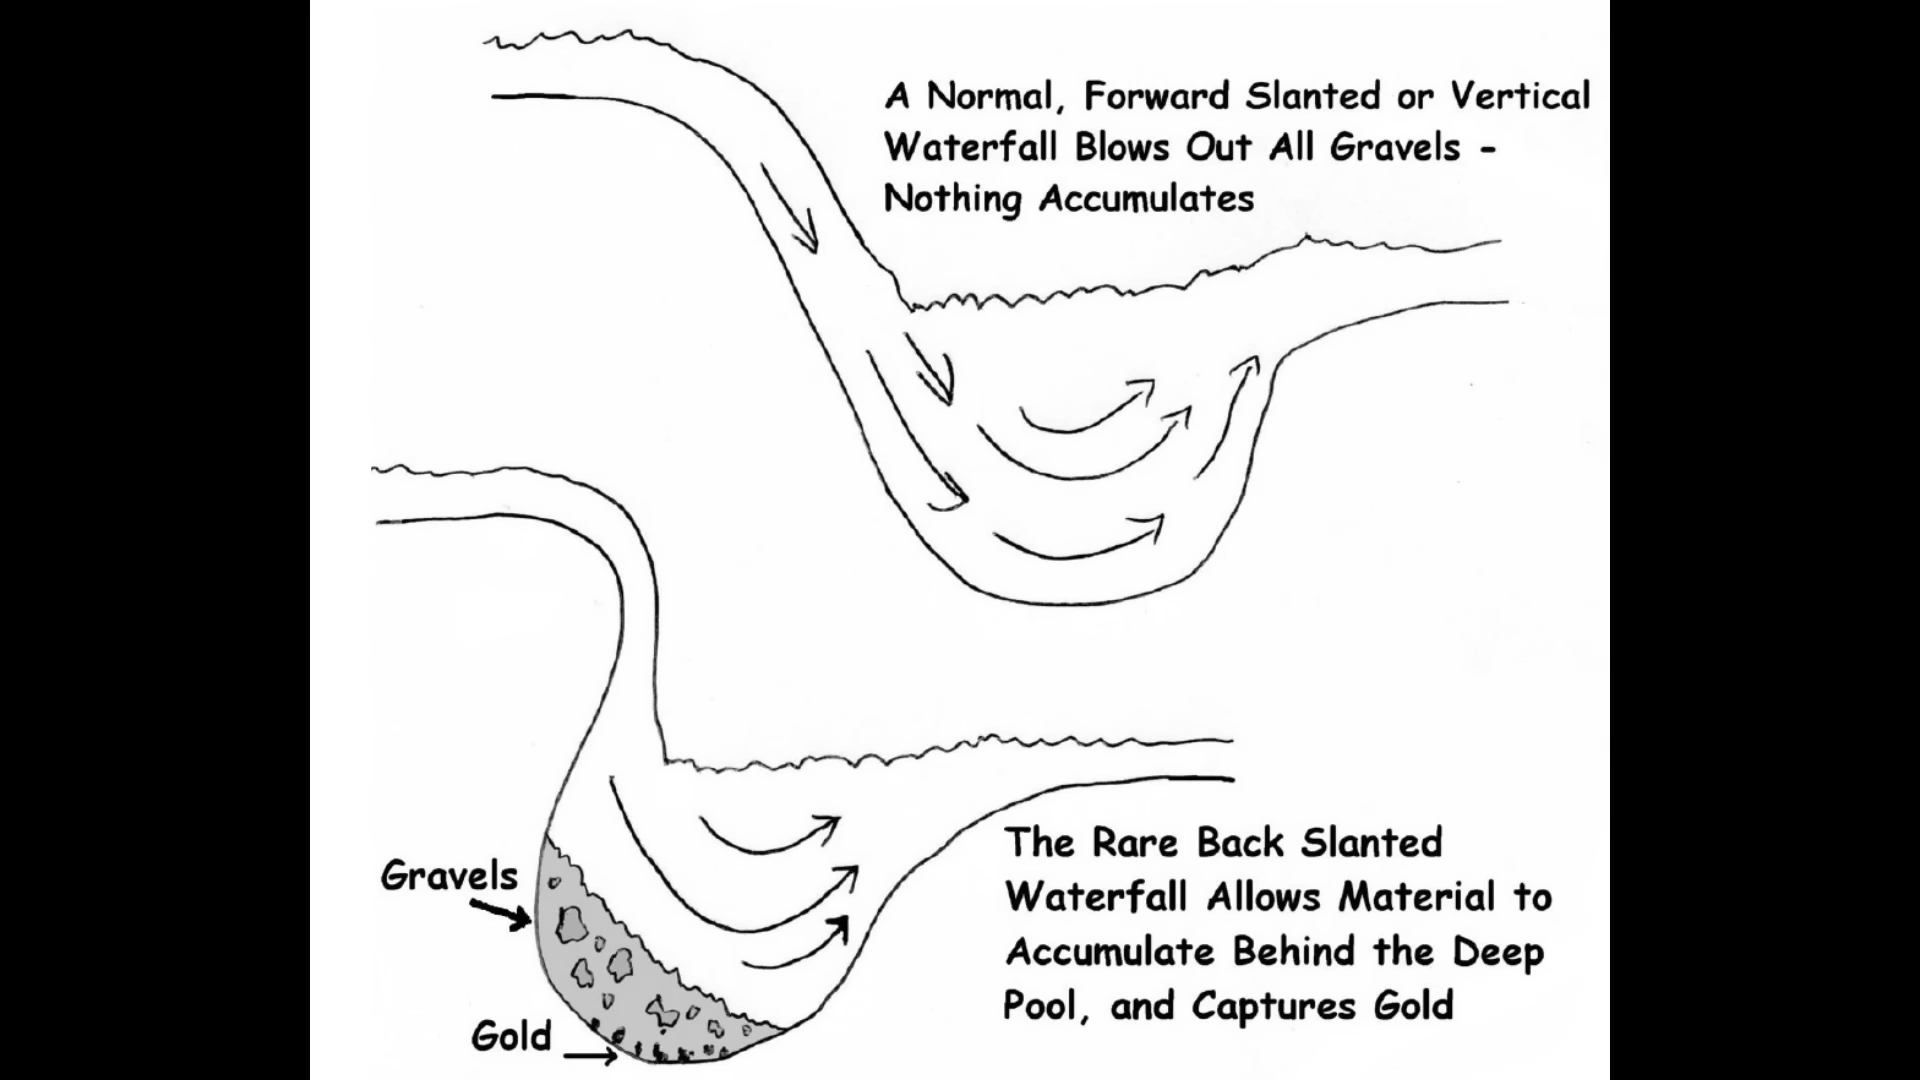 A Normal, Forward Slanted or Vertical
Waterfall Blows Out All Gravels -
Nothing Accumulates
Gravels
Gold
The Rare Back Slanted
Waterfall Allows Material to
Accumulate Behind the Deep
Pool, and Captures Gold